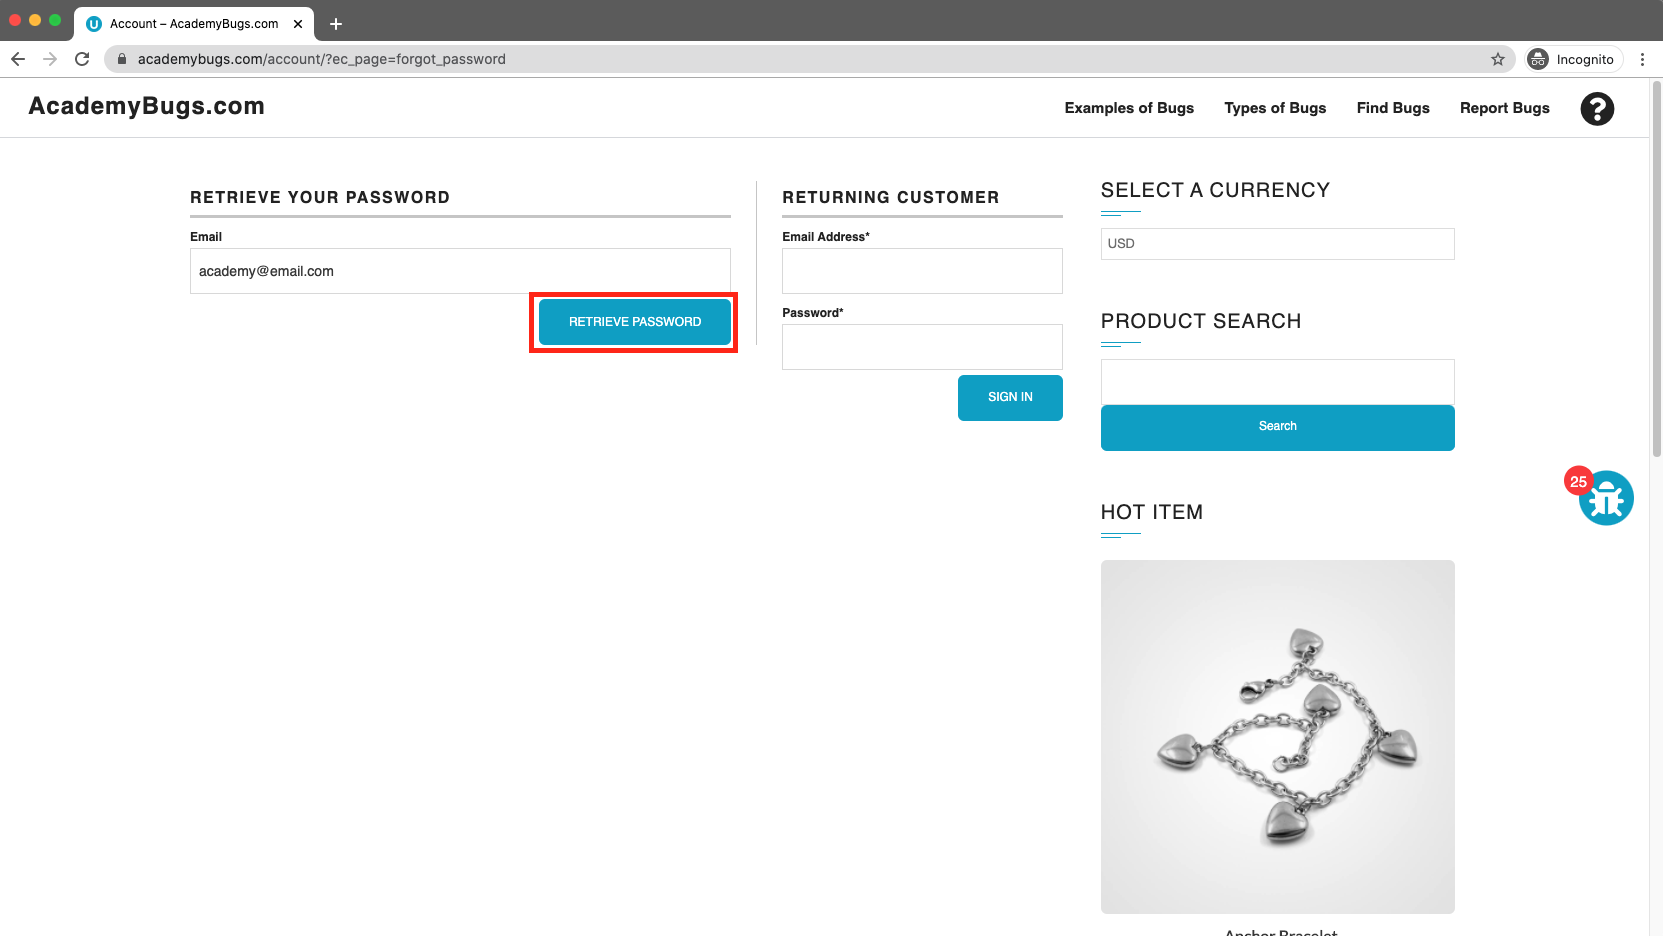 Account – AcademyBugs.com
academybugs.com/account/?ec_page=forgot_password
Incognito
AcademyBugs.com
Examples of Bugs
Types of Bugs
Find Bugs
Report Bugs
?
RETRIEVE YOUR PASSWORD
Email
academy@email.com
RETRIEVE PASSWORD
RETURNING CUSTOMER
Email Address*
Password*
SIGN IN
SELECT A CURRENCY
USD
PRODUCT SEARCH
Search
25
HOT ITEM
Anchor Bracelet